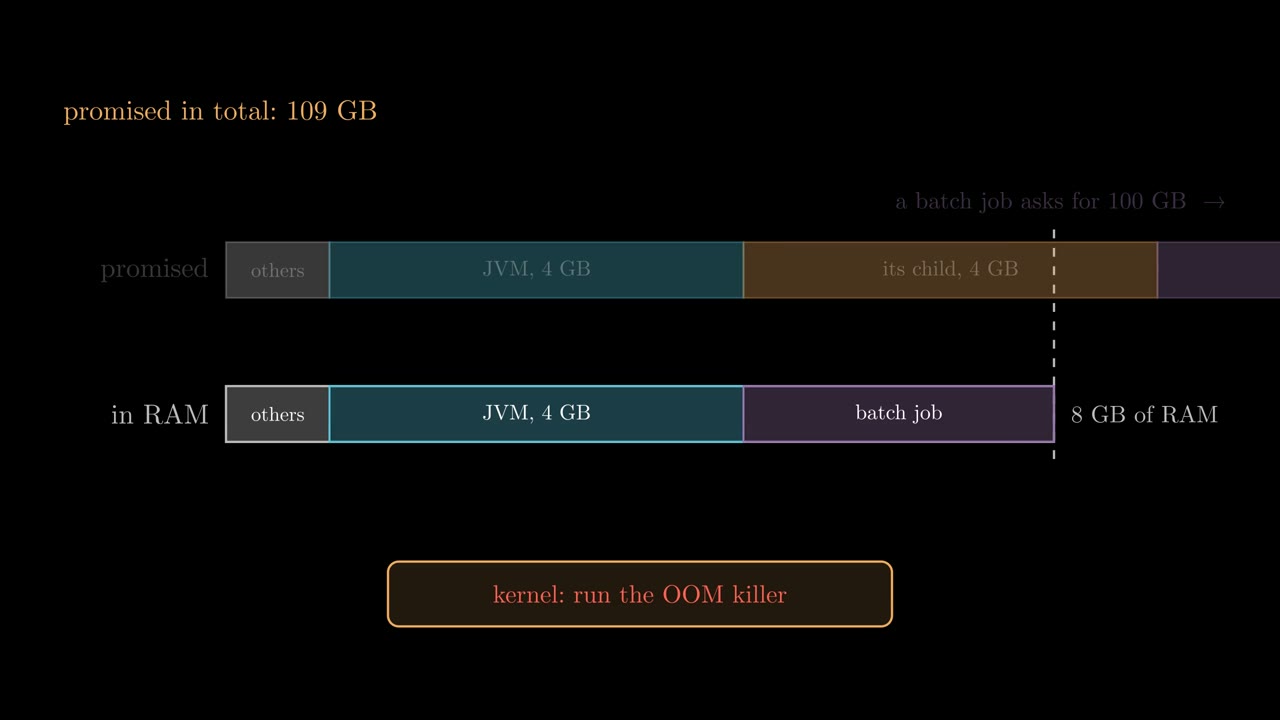 promised in total: 109 GB
a batch job asks for 100 GB →
promised
others
JVM, 4 GB
its child, 4 GB
in RAM
others
JVM, 4 GB
batch job
8 GB of RAM
kernel: run the OOM killer